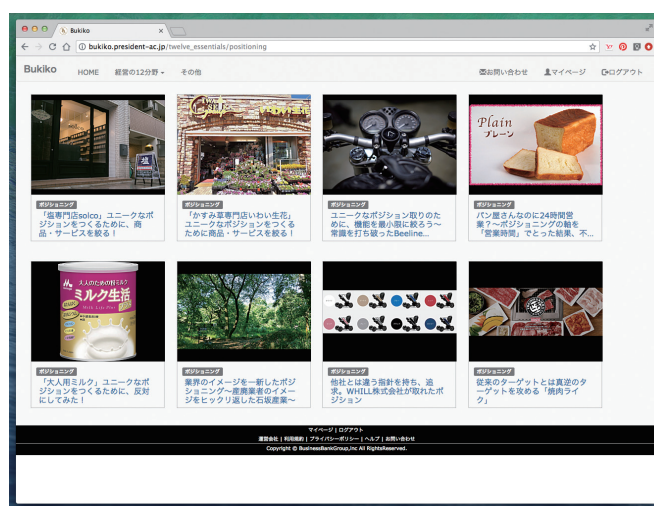 Bukiko
bukiko.president-ac.jp/twelve_essentials/positioning
Bukiko
HOME
経営の12分野
その他
お問い合わせ
マイページ
ログアウト
塩
Plain
プレーン
ポジショニング
「塩専門店solco」ユニークなポ
ジションをつくるために、商
品・サービスを絞る！
ポジショニング
「かすみ草専門店いわい生花」
ユニークなポジションをつくる
ために商品・サービスを絞る！
ポジショニング
ユニークなポジション取りのた
めに、機能を最小限に絞ろう～
常識を打ち破ったBeeline...
ポジショニング
パン屋さんなのに24時間営
業？～ポジショニングの軸を
「営業時間」でとった結果、不...
大人のための粉ミルク
ミルク生活
Milk Life Plus
ポジショニング
「大人用ミルク」ユニークなポ
ジションをつくるために、反対
にしてみた！
ポジショニング
業界のイメージを一新したポジ
ショニング～産廃業者のイメー
ジをヒックリ返した石坂産業～
ポジショニング
他社とは違う指針を持ち、追
求。WHILL株式会社が取れたポ
ジション
ポジショニング
従来のターゲットとは真逆のタ
ーゲットを攻める「焼肉ライ
ク」
マイページ | ログアウト
運営会社 | 利用規約 | プライバシーポリシー | ヘルプ | お問い合わせ
Copyright © BusinessBankGroup,Inc All RightsReserved.